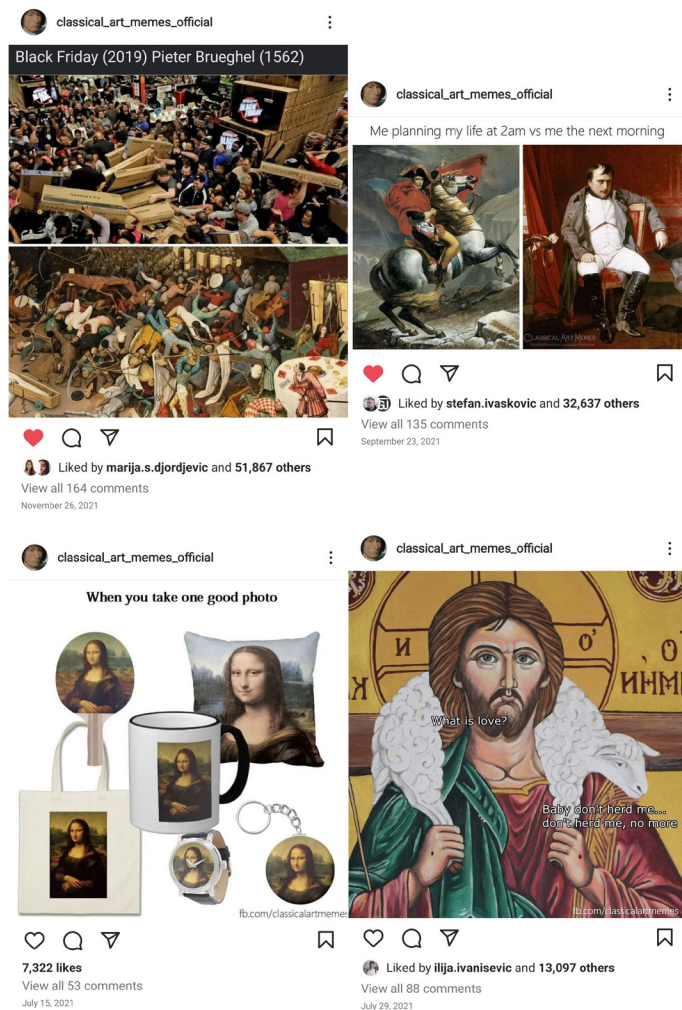 classical_art_memes_official
Black Friday (2019) Pieter Brueghel (1562)
Liked by marija.s.djordjevic and 51,867 others
View all 164 comments
November 26, 2021
classical_art_memes_official
Me planning my life at 2am vs me the next morning
CLASSICAL ART MEMES
Liked by stefan.ivaskovic and 32,637 others
View all 135 comments
September 23, 2021
classical_art_memes_official
When you take one good photo
fb.com/classicalartmemes
7,322 likes
View all 53 comments
July 15, 2021
classical_art_memes_official
И О'
What is love?
Baby don't herd me...
don't herd me, no more
fb.com/classicalartmemes
Liked by ilija.ivanisevic and 13,097 others
View all 88 comments
July 29, 2021